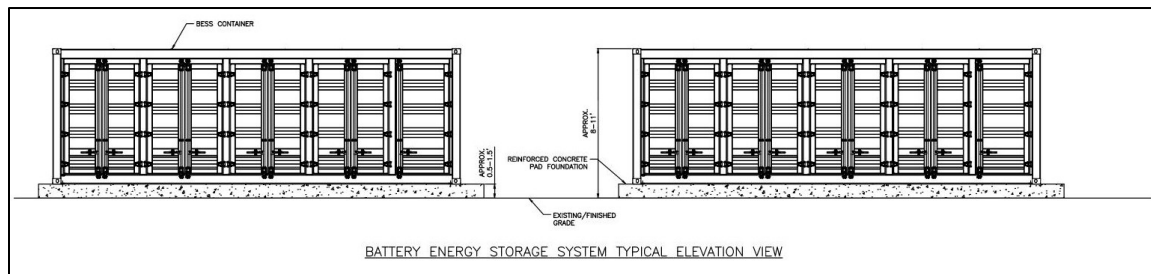 BESS CONTAINER
APPROX.
0.5-1.5'
APPROX.
8-11'
REINFORCED CONCRETE
PAD FOUNDATION
EXISTING/FINISHED
GRADE
BATTERY ENERGY STORAGE SYSTEM TYPICAL ELEVATION VIEW